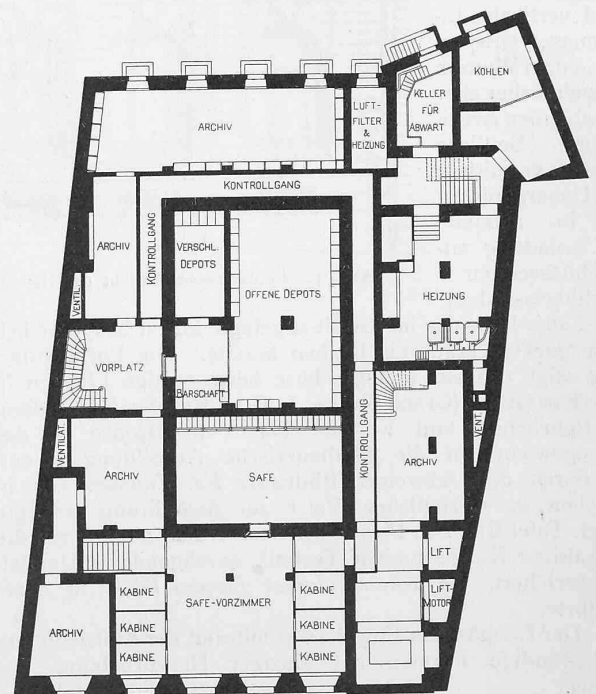 KOHLEN
KELLER
FÜR
ABWART
LUFT-
FILTER
&
HEIZUNG
ARCHIV
KONTROLLGANG
ARCHIV
KONTROLLGANG
VERSCHL.
DEPOTS
OFFENE DEPOTS
HEIZUNG
VENTIL.
VORPLATZ
BARSCHAFT
KONTROLLGANG
VENT.
VENTILAT.
ARCHIV
SAFE
ARCHIV
LIFT
LIFT-
MOTOR
KABINE
KABINE
KABINE
SAFE-VORZIMMER
KABINE
KABINE
KABINE
ARCHIV